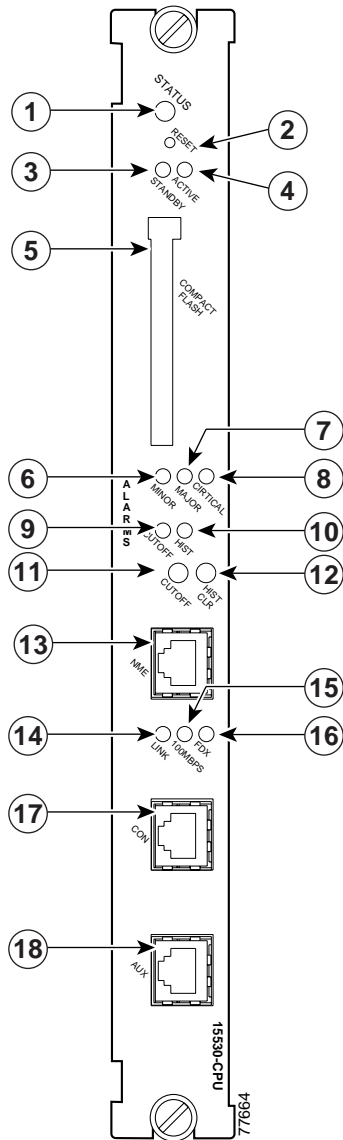 STATUS
1
RESET
2
3
STANDBY
ACTIVE
4
5
COMPACT
FLASH
7
6
MINOR
MAJOR
CIRTICAL
8
ALARMS
9
CUTOFF
HIST
10
11
CUTOFF
HIST
CLR
12
13
NME
15
14
LINK
100MBPS
FDX
16
17
CON
18
AUX
15530-CPU
77664